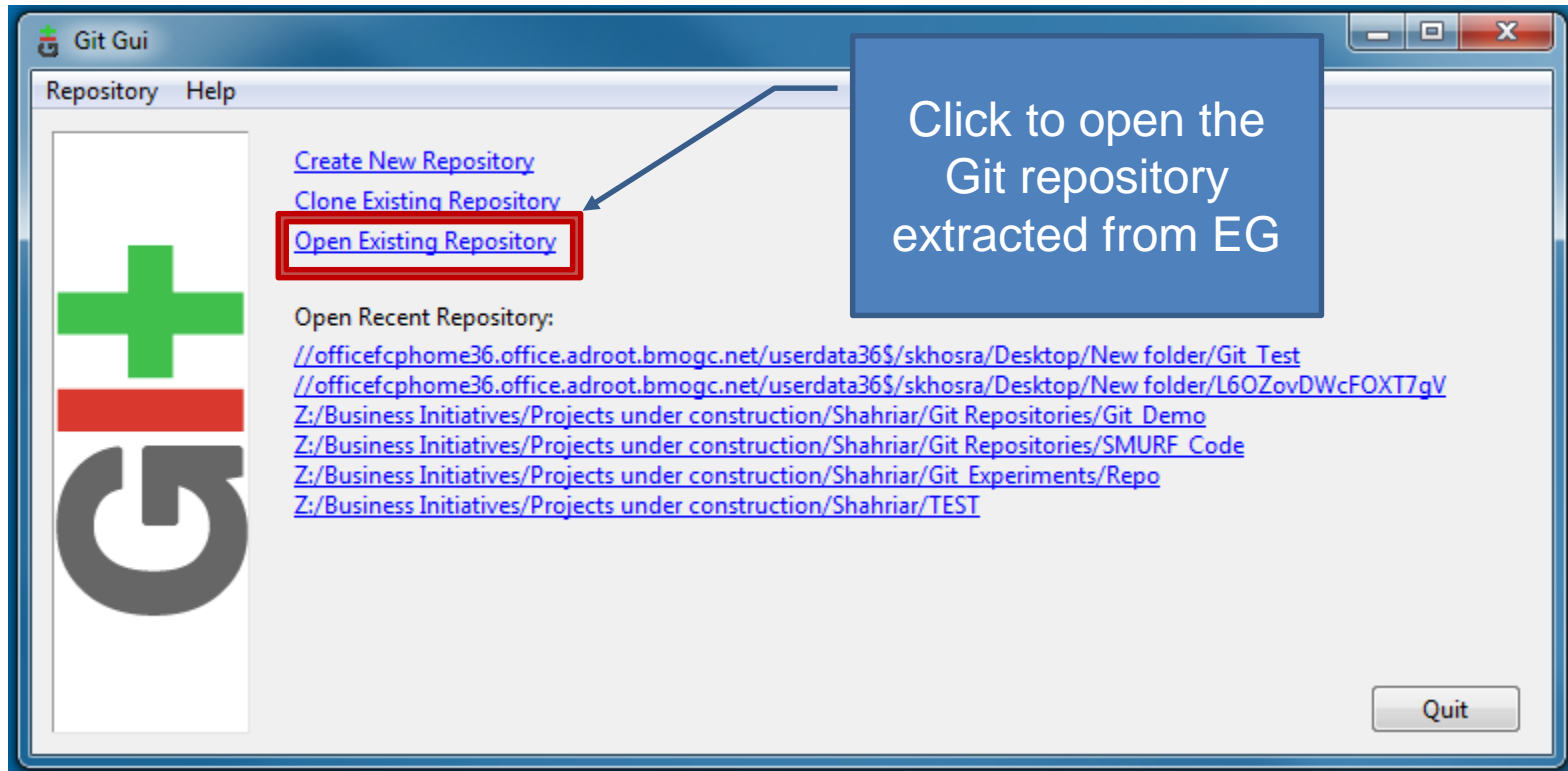 Git Gui
Repository Help
Click to open the
Git repository
extracted from EG
Create New Repository
Clone Existing Repository
Open Existing Repository
Open Recent Repository:
//officefcphome36.office.adroot.bmogc.net/userdata36$/skhosra/Desktop/New folder/Git_Test
//officefcphome36.office.adroot.bmogc.net/userdata36$/skhosra/Desktop/New folder/L6OZovDWcFOXT7gV
Z:/Business Initiatives/Projects under construction/Shahriar/Git Repositories/Git_Demo
Z:/Business Initiatives/Projects under construction/Shahriar/Git Repositories/SMURF_Code
Z:/Business Initiatives/Projects under construction/Shahriar/Git_Experiments/Repo
Z:/Business Initiatives/Projects under construction/Shahriar/TEST
Git
Quit